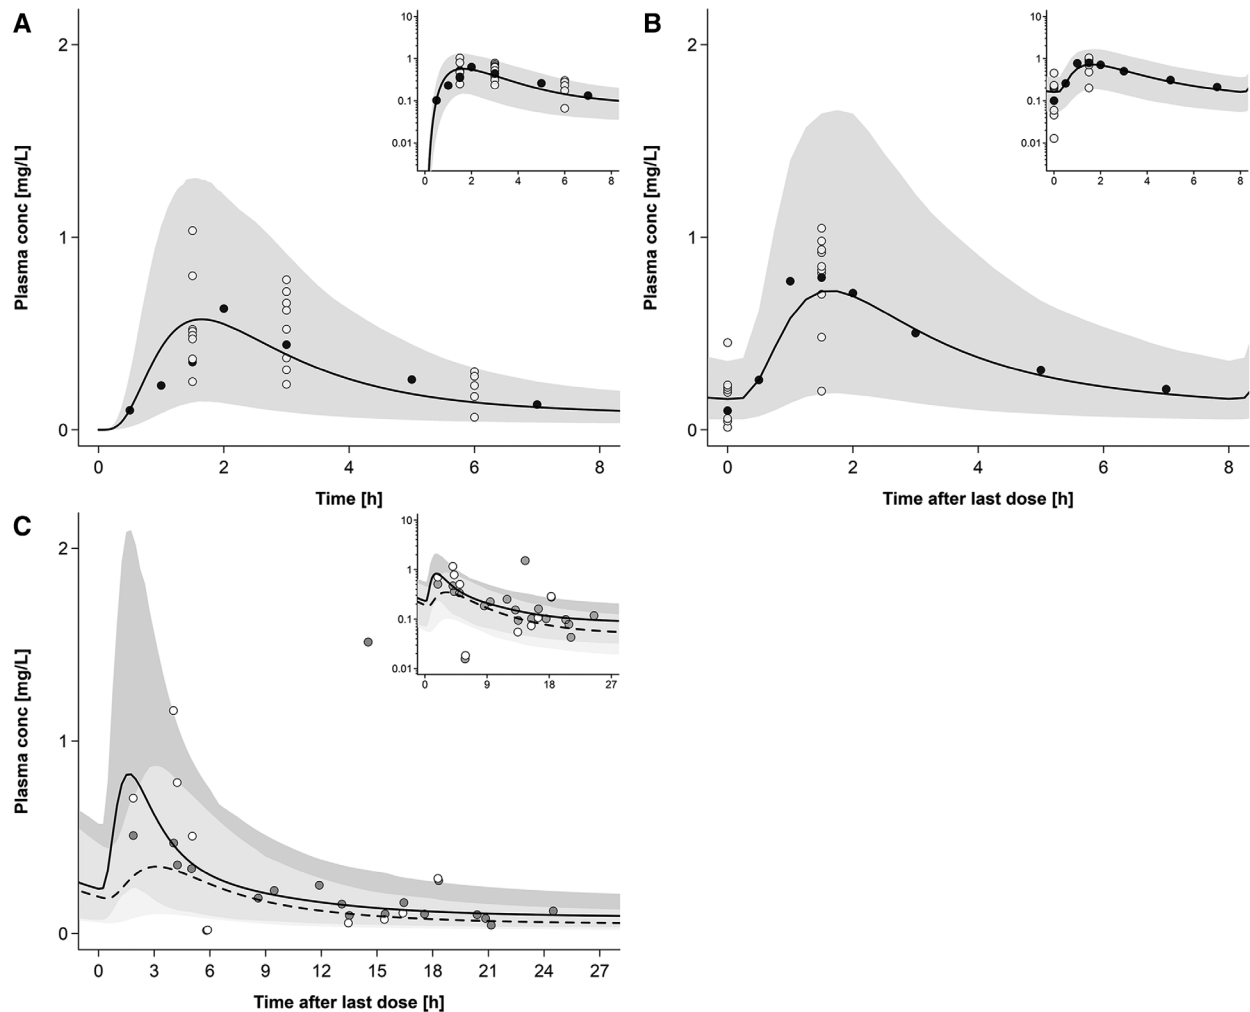 A
Plasma conc [mg/L]
2
1
0
0 2 4 6 8
Time [h]
10
1
0.1
0.01
0 2 4 6 8
B
Plasma conc [mg/L]
2
1
0
0 2 4 6 8
Time after last dose [h]
10
1
0.1
0.01
0 2 4 6 8
C
Plasma conc [mg/L]
2
1
0
0 3 6 9 12 15 18 21 24 27
Time after last dose [h]
10
1
0.1
0.01
0 9 18 27